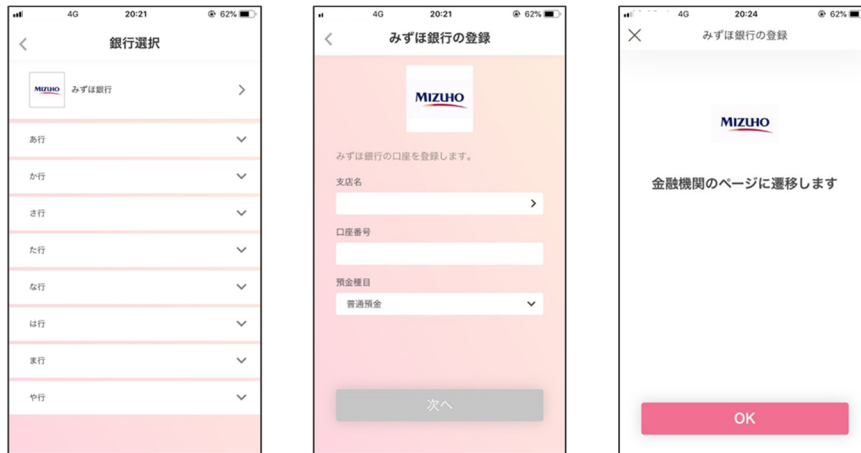 4G 20:21 62%
銀行選択
MIZUHO みずほ銀行
あ行
か行
さ行
た行
な行
は行
ま行
や行
4G 20:21 62%
みずほ銀行の登録
MIZUHO
みずほ銀行の口座を登録します。
支店名
口座番号
預金種目
普通預金
次へ
4G 20:24 62%
みずほ銀行の登録
MIZUHO
金融機関のページに遷移します
OK